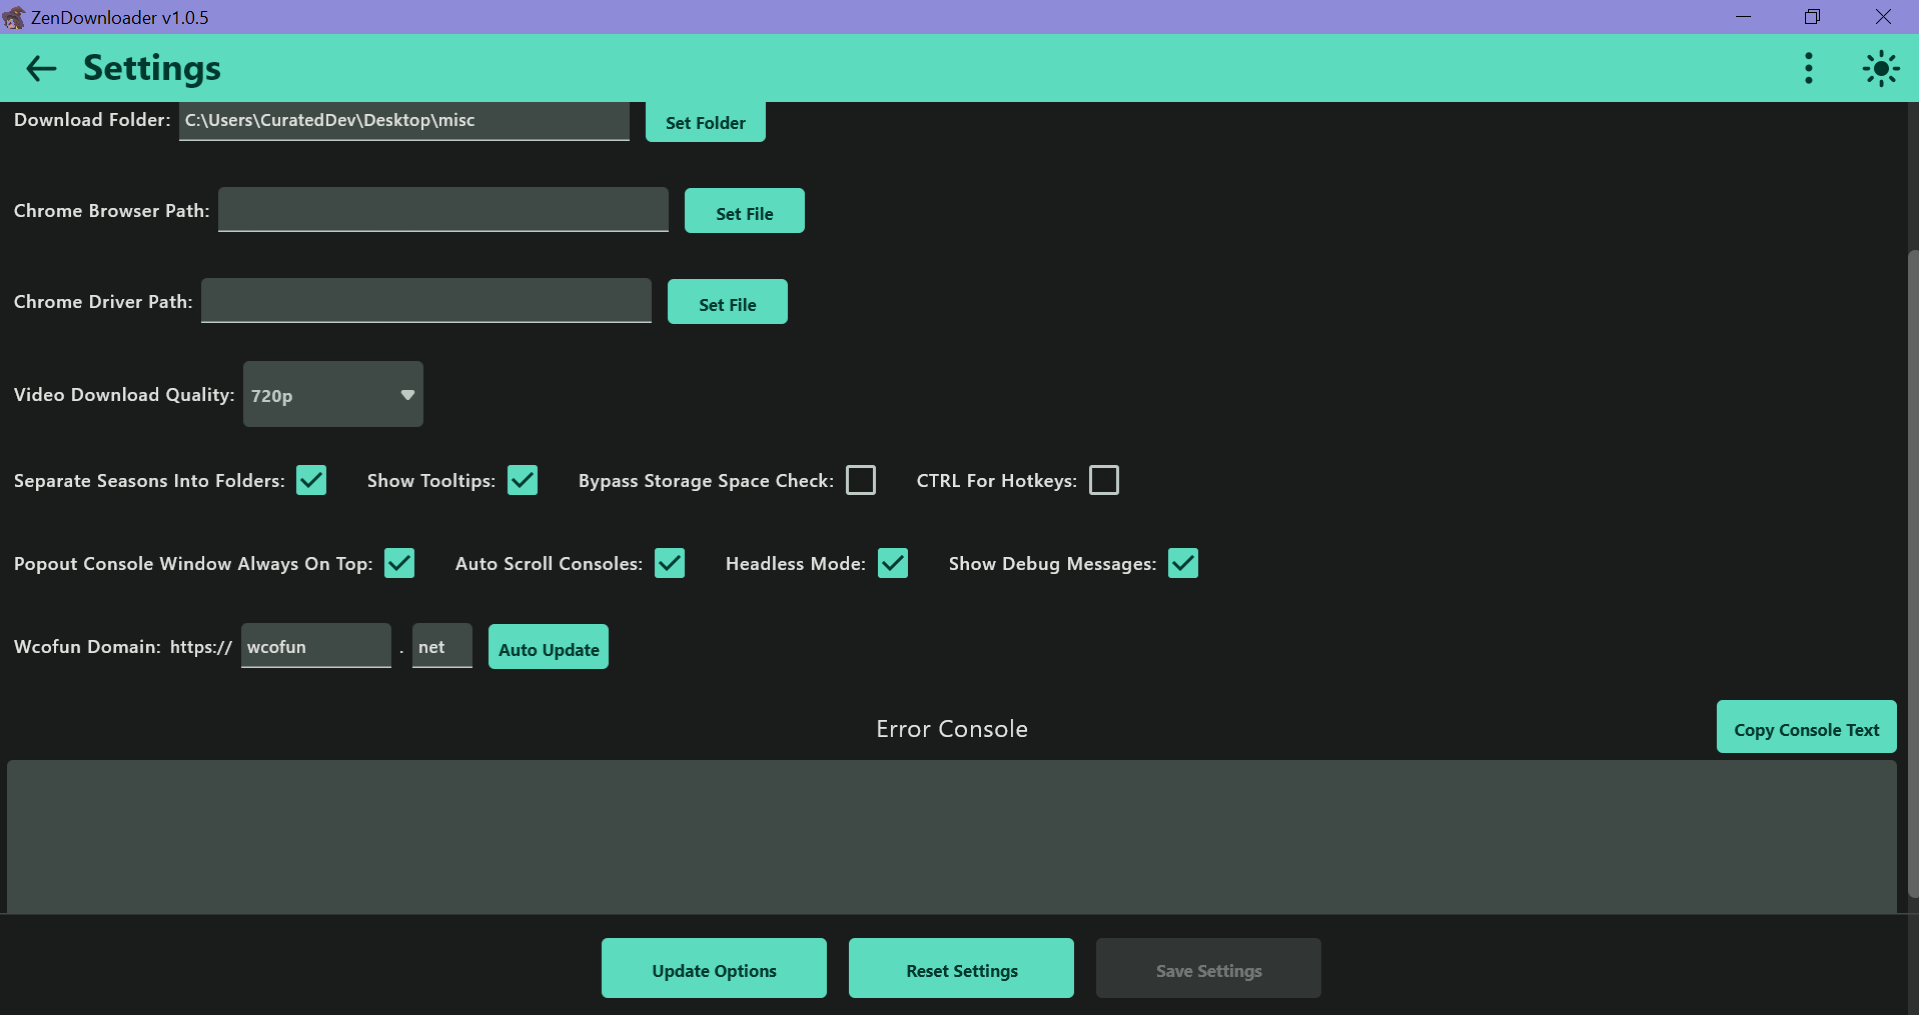 ZenDownloader v1.0.5
Settings
Download Folder: C:\Users\CuratedDev\Desktop\misc Set Folder
Chrome Browser Path: Set File
Chrome Driver Path: Set File
Video Download Quality: 720p
Separate Seasons Into Folders: Show Tooltips: Bypass Storage Space Check: CTRL For Hotkeys:
Popout Console Window Always On Top: Auto Scroll Consoles: Headless Mode: Show Debug Messages:
Wcofun Domain: https:// wcofun . net Auto Update
Error Console Copy Console Text
Update Options Reset Settings Save Settings